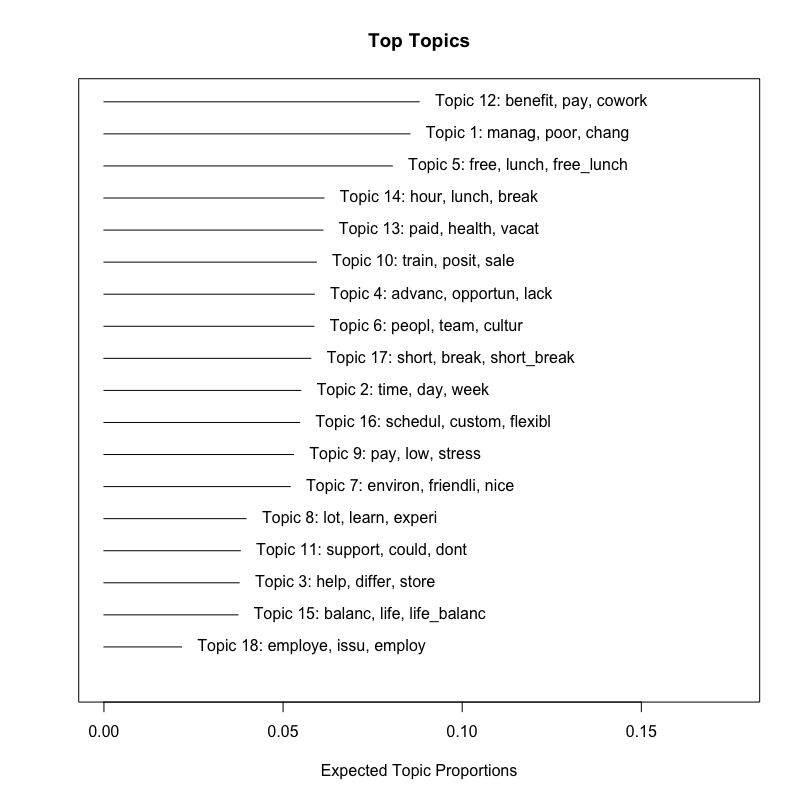 Top Topics
Topic 12: benefit, pay, cowork
Topic 1: manag, poor, chang
Topic 5: free, lunch, free_lunch
Topic 14: hour, lunch, break
Topic 13: paid, health, vacat
Topic 10: train, posit, sale
Topic 4: advanc, opportun, lack
Topic 6: peopl, team, cultur
Topic 17: short, break, short_break
Topic 2: time, day, week
Topic 16: schedul, custom, flexibl
Topic 9: pay, low, stress
Topic 7: environ, friendli, nice
Topic 8: lot, learn, experi
Topic 11: support, could, dont
Topic 3: help, differ, store
Topic 15: balanc, life, life_balanc
Topic 18: employe, issu, employ
0.00 0.05 0.10 0.15
Expected Topic Proportions